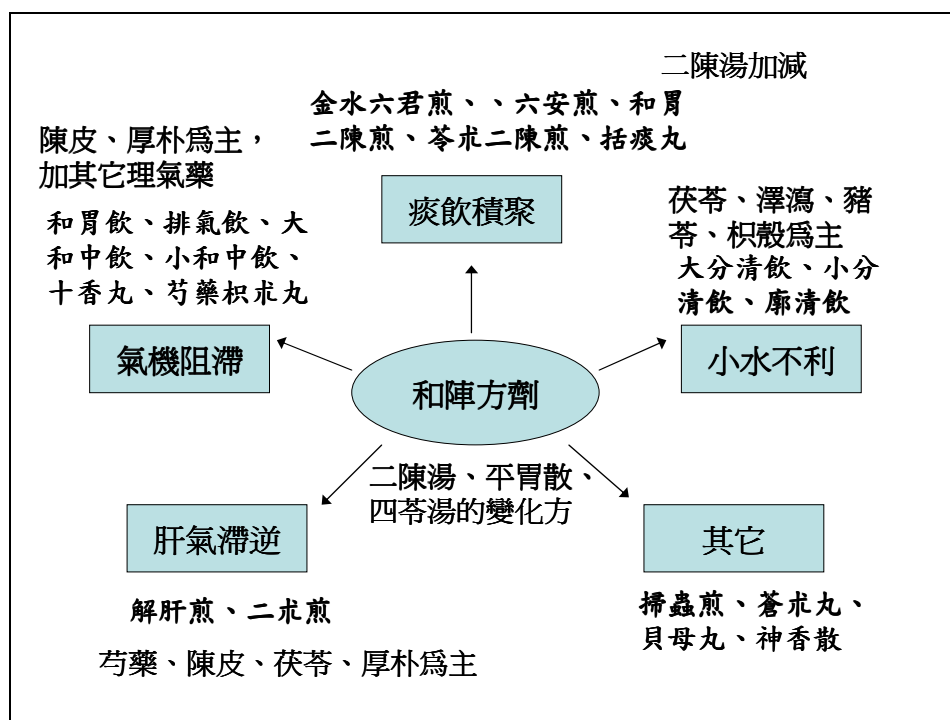 二陳湯加減
金水六君煎、、六安煎、和胃
二陳煎、苓朮二陳煎、括痰丸
痰飲積聚
陳皮、厚朴爲主，
加其它理氣藥
和胃飲、排氣飲、大
和中飲、小和中飲、
十香丸、芍藥枳朮丸
氣機阻滯
茯苓、澤瀉、豬
苓、枳殼爲主
大分清飲、小分
清飲、廓清飲
小水不利
和陣方劑
二陳湯、平胃散、
四苓湯的變化方
肝氣滯逆
解肝煎、二朮煎
芍藥、陳皮、茯苓、厚朴爲主
其它
掃蟲煎、蒼朮丸、
貝母丸、神香散